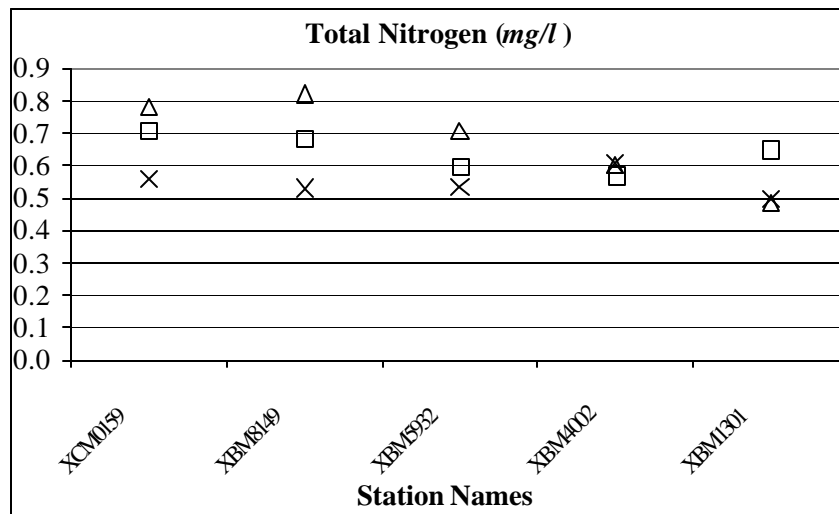 Total Nitrogen (mg/l )
0.9
0.8
0.7
0.6
0.5
0.4
0.3
0.2
0.1
0.0
XCM0159
XBM8149
XBM5932
XBM4002
XBM1301
Station Names